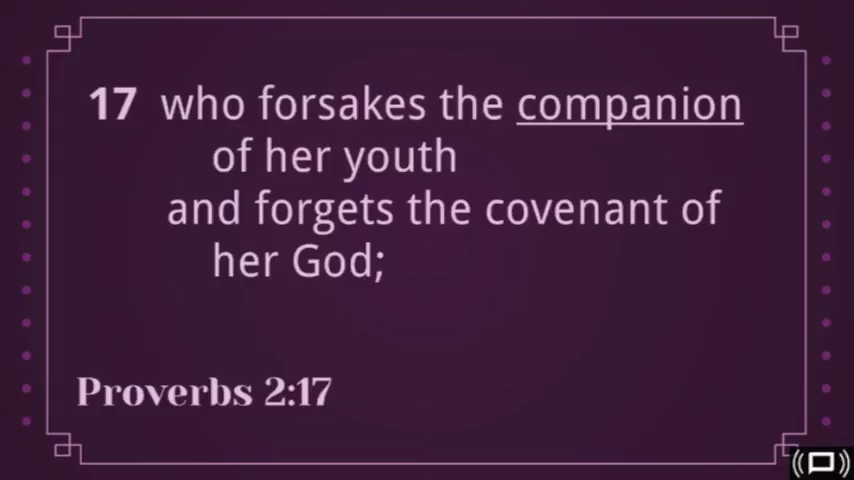 17 who forsakes the companion
of her youth
and forgets the covenant of
her God;
Proverbs 2:17